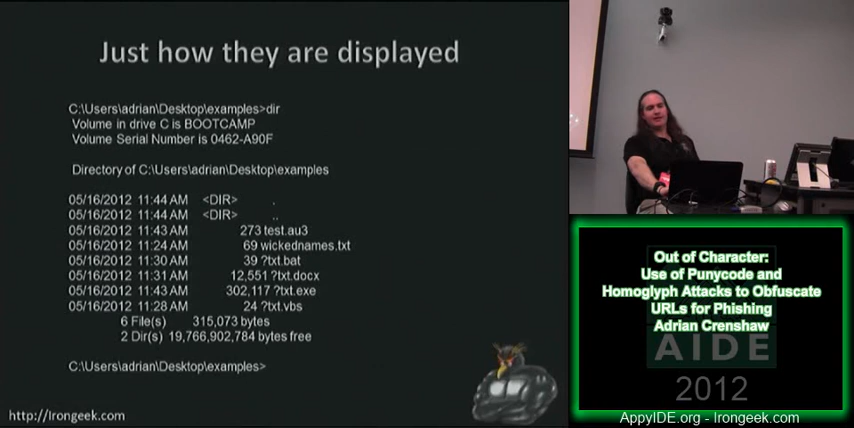 Just how they are displayed
C:\Users\adrian\Desktop\examples>dir
Volume in drive C is BOOTCAMP
Volume Serial Number is 0462-A90F
Directory of C:\Users\adrian\Desktop\examples
05/16/2012 11:44 AM <DIR> .
05/16/2012 11:44 AM <DIR> ..
05/16/2012 11:43 AM 273 test.au3
05/16/2012 11:24 AM 69 wickednames.txt
05/16/2012 11:30 AM 39 ?txt.bat
05/16/2012 11:31 AM 12,551 ?txt.docx
05/16/2012 11:43 AM 302,117 ?txt.exe
05/16/2012 11:28 AM 24 ?txt.vbs
6 File(s) 315,073 bytes
2 Dir(s) 19,766,902,784 bytes free
C:\Users\adrian\Desktop\examples>
http://Irongeek.com
Out of Character:
Use of Punycode and
Homoglyph Attacks to Obfuscate
URLs for Phishing
Adrian Crenshaw
AIDE
2012
AppyIDE.org - Irongeek.com